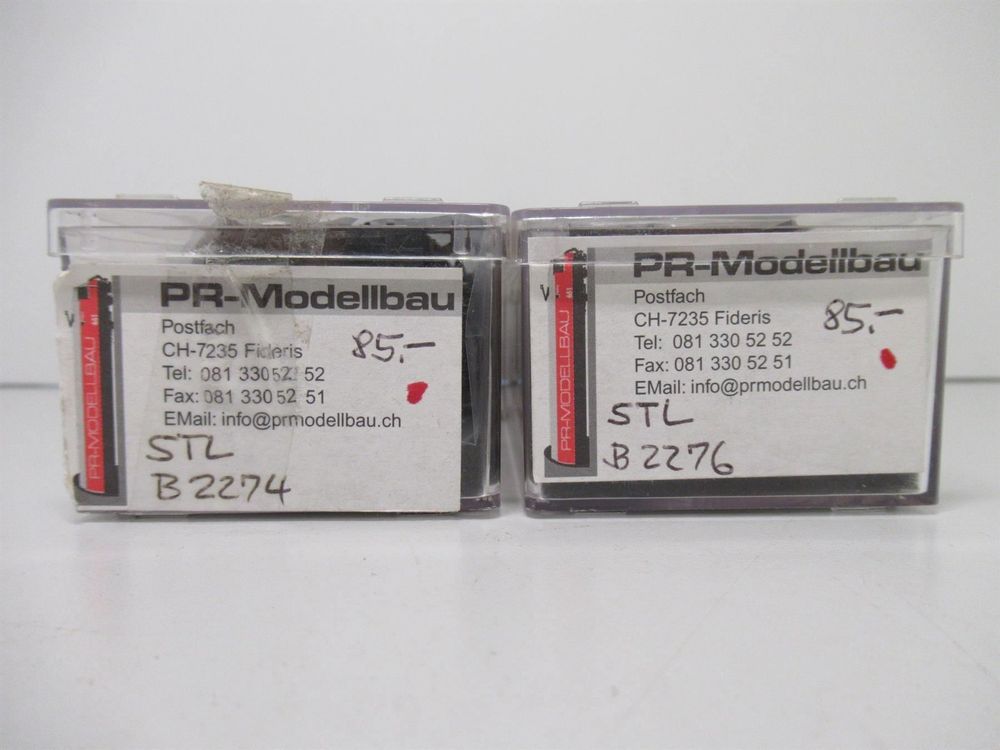 PR-Modellbau
Postfach
CH-7235 Fideris
85.-
Tel: 081 330 52 52
Fax: 081 330 52 51
EMail: info@prmodellbau.ch
STL
B2274
PR-MODELLBAU
PR-Modellbau
Postfach
CH-7235 Fideris
85.-
Tel: 081 330 52 52
Fax: 081 330 52 51
EMail: info@prmodellbau.ch
STL
B2276
PR-MODELLBAU